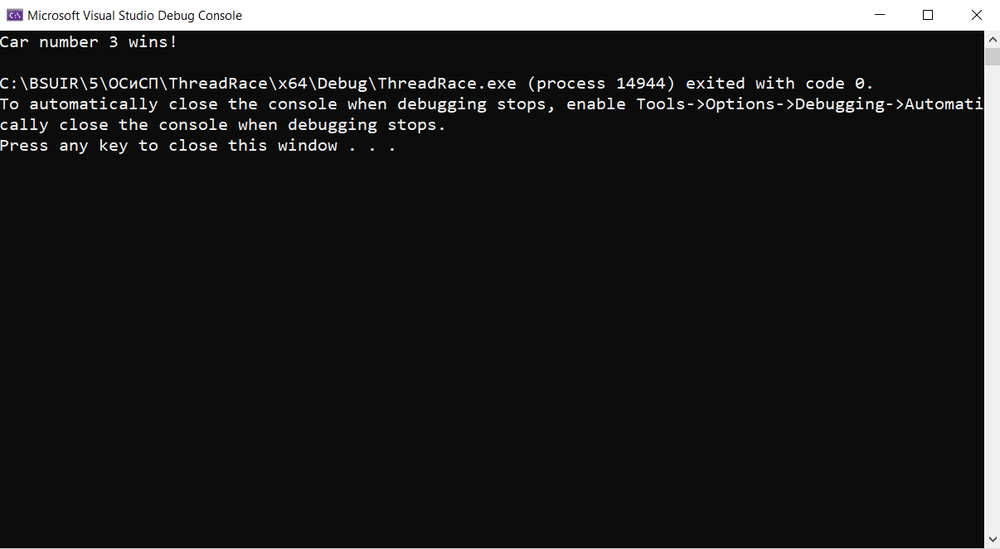 Microsoft Visual Studio Debug Console
Car number 3 wins!
C:\BSUIR\5\ОСиСП\ThreadRace\x64\Debug\ThreadRace.exe (process 14944) exited with code 0.
To automatically close the console when debugging stops, enable Tools->Options->Debugging->Automati
cally close the console when debugging stops.
Press any key to close this window . . .